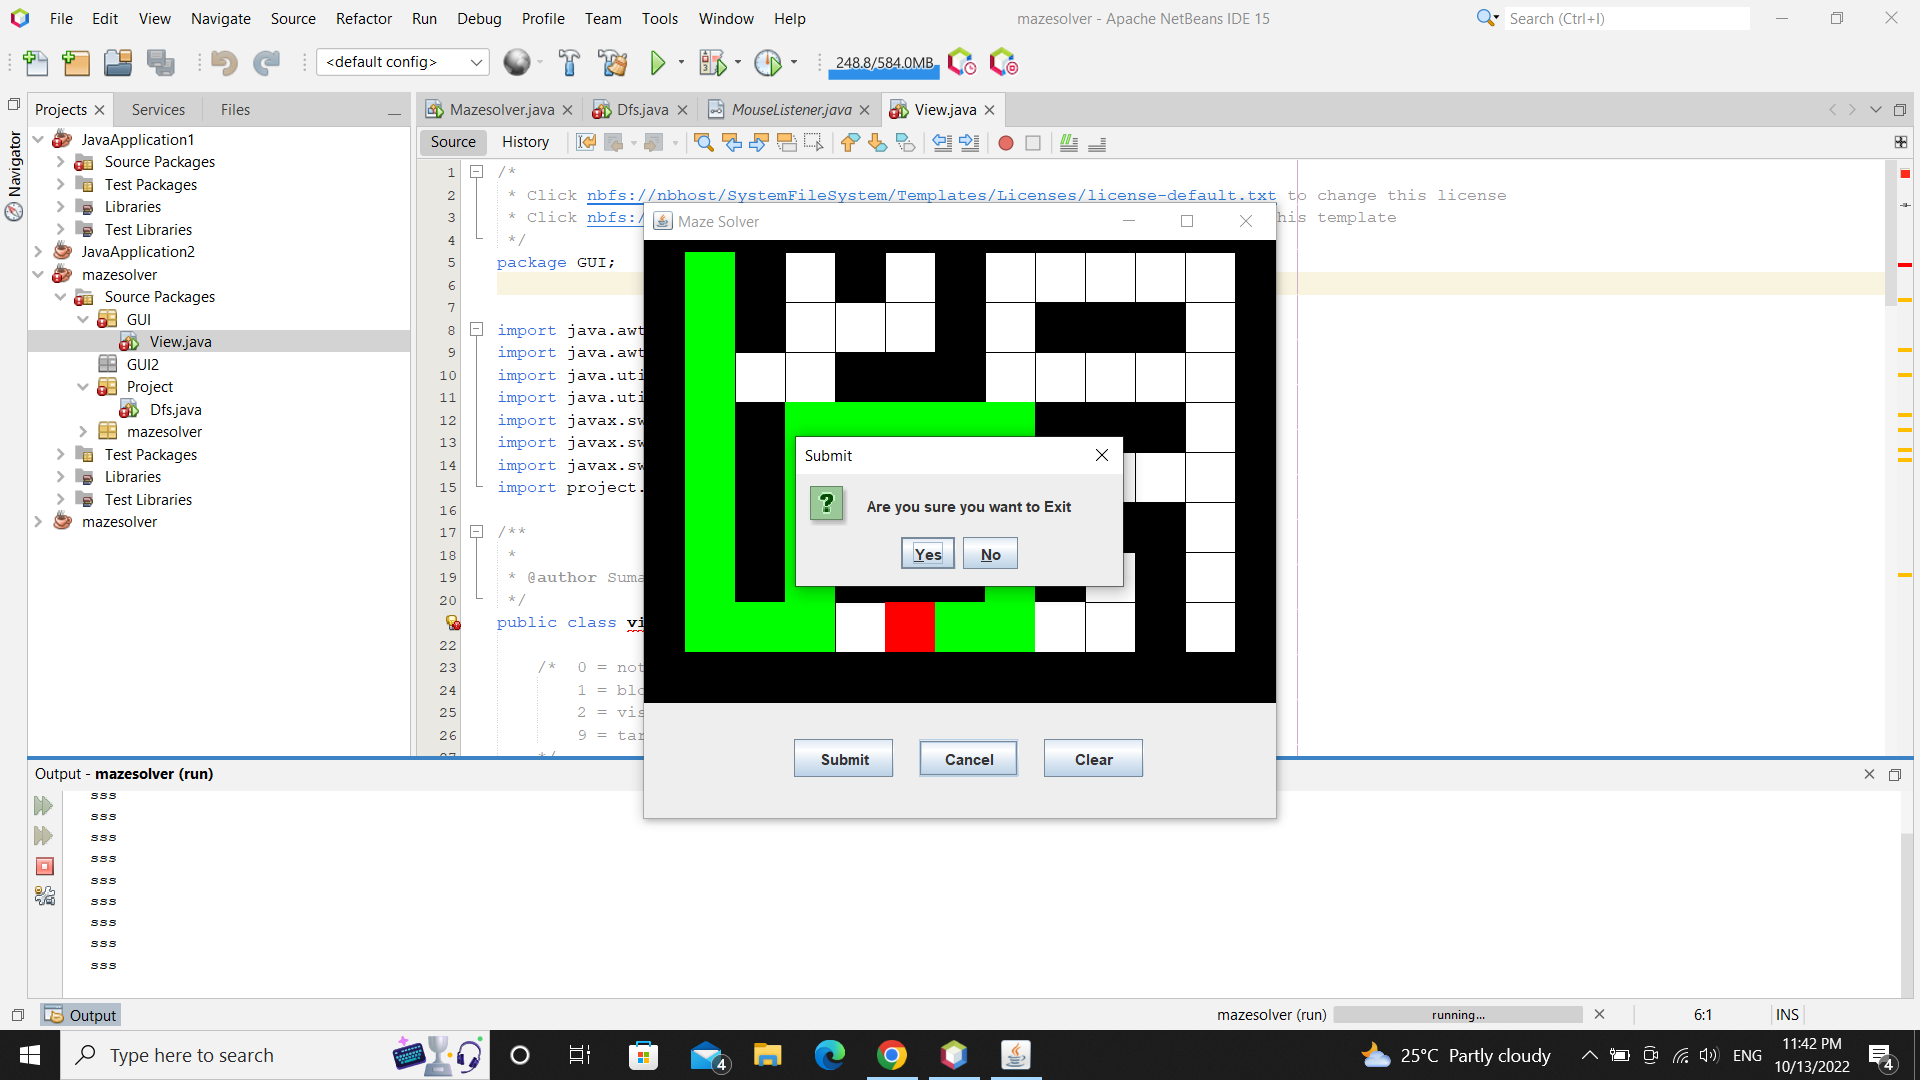 File Edit View Navigate Source Refactor Run Debug Profile Team Tools Window Help
mazesolver - Apache NetBeans IDE 15
Search (Ctrl+I)
<default config>
248.8/584.0MB
Projects
Services
Files
Navigator
JavaApplication1
Source Packages
Test Packages
Libraries
Test Libraries
JavaApplication2
mazesolver
Source Packages
GUI
View.java
GUI2
Project
Dfs.java
mazesolver
Test Packages
Libraries
Test Libraries
mazesolver
Mazesolver.java
Dfs.java
MouseListener.java
View.java
Source
History
1 /*
2 * Click nbfs://nbhost/SystemFileSystem/Templates/Licenses/license-default.txt to change this license
3 * Click nbfs:/ his template
4 */
5 package GUI;
6
7
8 import java.awt
9 import java.awt
10 import java.uti
11 import java.uti
12 import javax.sw
13 import javax.sw
14 import javax.sw
15 import project.
16
17 /**
18 *
19 * @author Suma
20 */
public class vi
22
23 /* 0 = not
24 1 = blo
25 2 = vis
26 9 = tar
27 */
Maze Solver
Submit
Are you sure you want to Exit
Yes No
Submit Cancel Clear
Output - mazesolver (run)
sss
sss
sss
sss
sss
sss
sss
sss
sss
Output
mazesolver (run)
running...
6:1
INS
Type here to search
4
25°C Partly cloudy
ENG
11:42 PM
10/13/2022
4